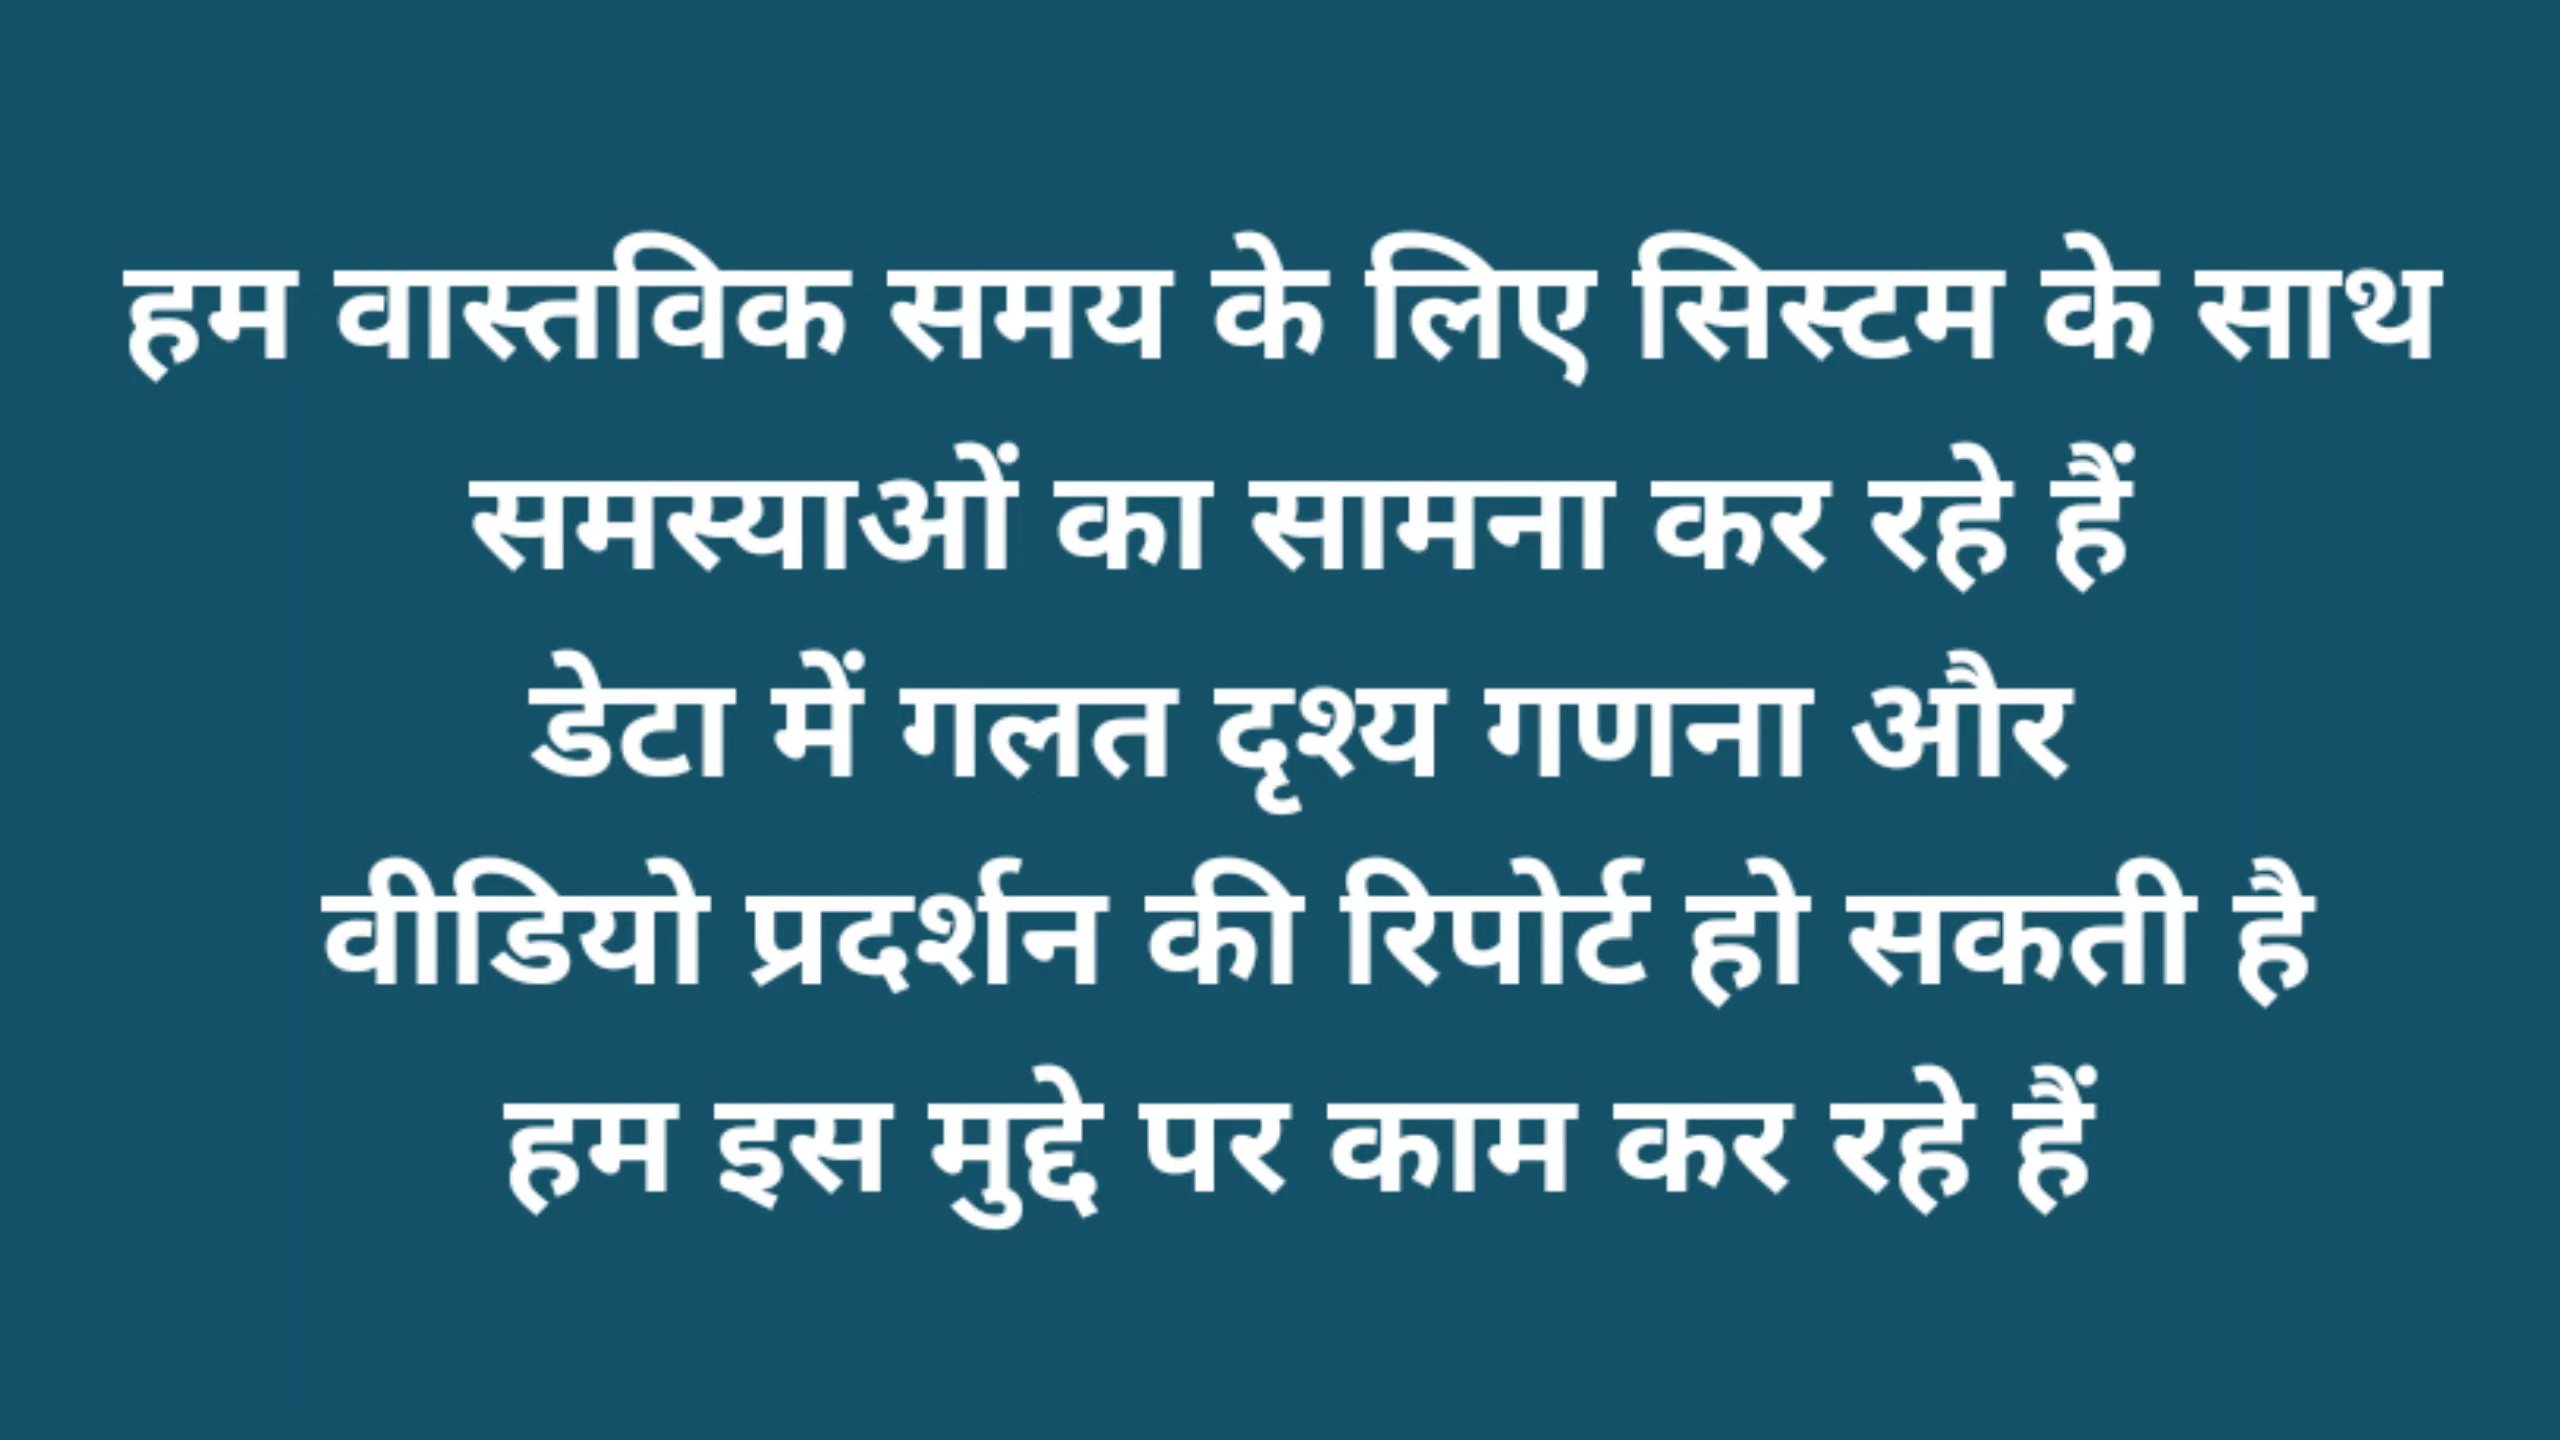 हम वास्तविक समय के लिए सिस्टम के साथ
समस्याओं का सामना कर रहे हैं
डेटा में गलत दृश्य गणना और
वीडियो प्रदर्शन की रिपोर्ट हो सकती है
हम इस मुद्दे पर काम कर रहे हैं